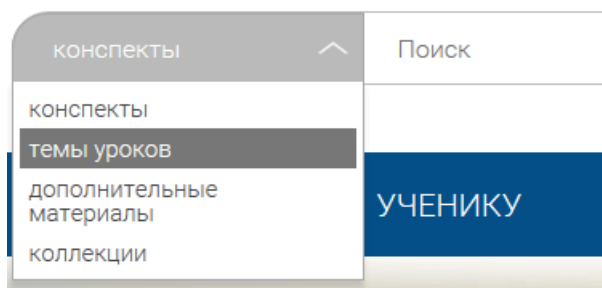 конспекты
Поиск
конспекты
темы уроков
дополнительные
материалы
коллекции
УЧЕНИКУ